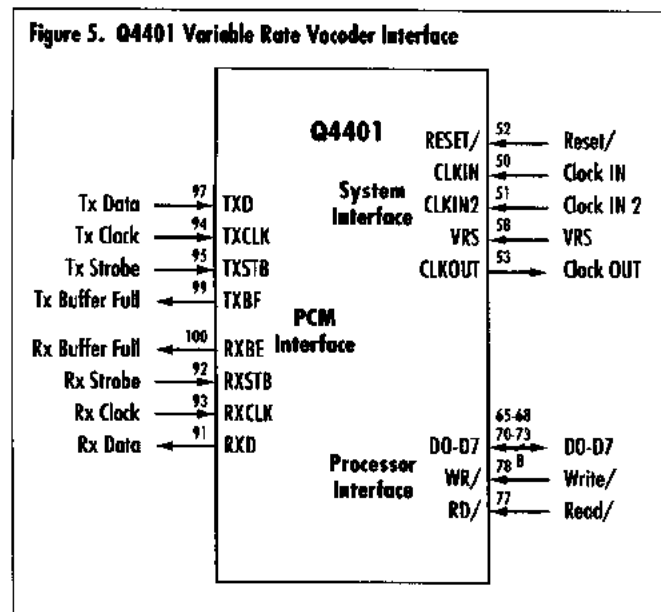 Figure 5. Q4401 Variable Rate Vocoder Interface
Q4401
System
Interface
RESET/ 52 Reset/
CLKIN 50 Clock IN
CLKIN2 51 Clock IN 2
VRS 58 VRS
CLKOUT 53 Clock OUT
Tx Data 97 TXD
Tx Clock 94 TXCLK
Tx Strobe 95 TXSTB
Tx Buffer Full 99 TXBF
PCM
Interface
Rx Buffer Full 100 RXBE
Rx Strobe 92 RXSTB
Rx Clock 93 RXCLK
Rx Data 91 RXD
Processor
Interface
65-68
70-73
D0-D7 8 D0-D7
WR/ 78 Write/
RD/ 77 Read/